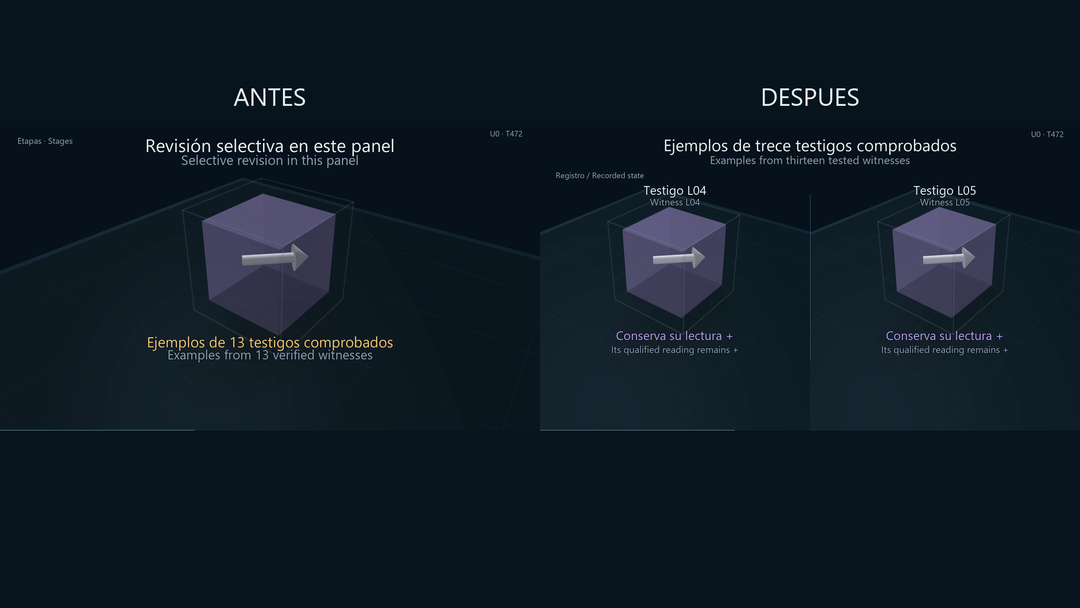 ANTES
Etapas · Stages
U0 · T472
Revisión selectiva en este panel
Selective revision in this panel
Ejemplos de 13 testigos comprobados
Examples from 13 verified witnesses
DESPUES
U0 · T472
Ejemplos de trece testigos comprobados
Examples from thirteen tested witnesses
Registro / Recorded state
Testigo L04
Witness L04
Conserva su lectura +
Its qualified reading remains +
Testigo L05
Witness L05
Conserva su lectura +
Its qualified reading remains +